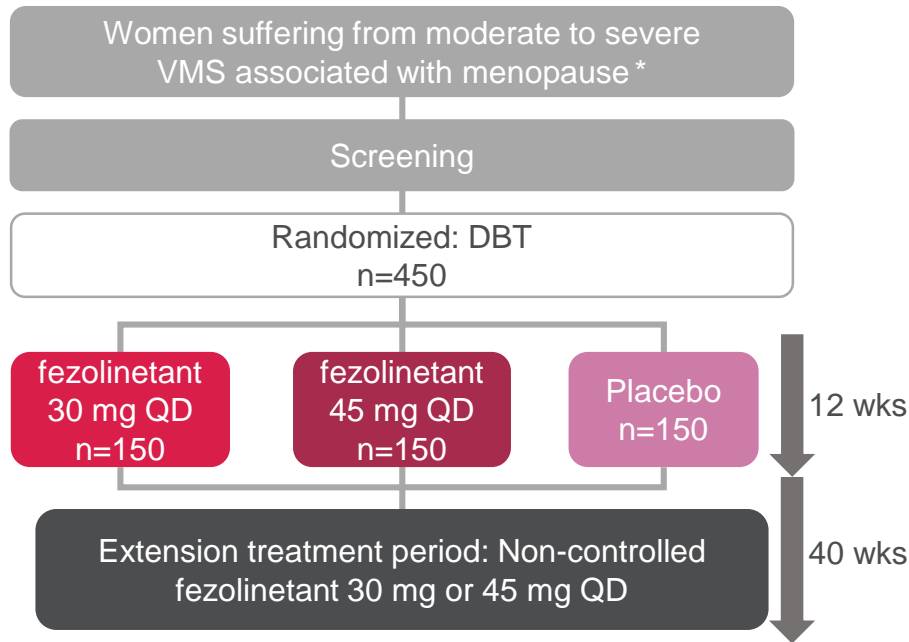 Women suffering from moderate to severe
VMS associated with menopause *
Screening
Randomized: DBT
n=450
fezolinetant
30 mg QD
n=150
fezolinetant
45 mg QD
n=150
Placebo
n=150
12 wks
Extension treatment period: Non-controlled
fezolinetant 30 mg or 45 mg QD
40 wks